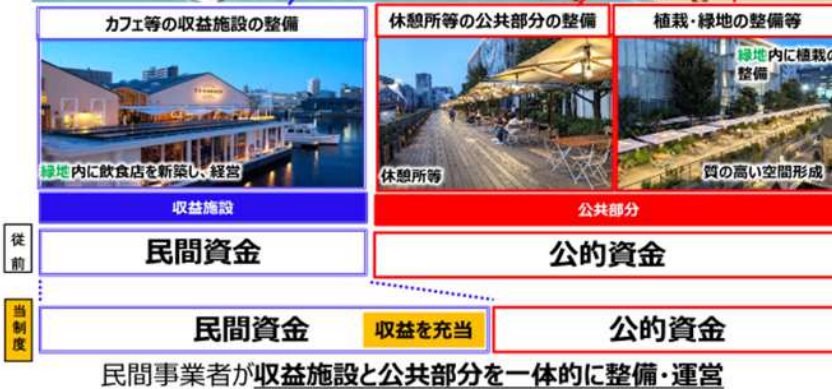 カフェ等の収益施設の整備
休憩所等の公共部分の整備
植栽・緑地の整備等
緑地内に飲食店を新築し、経営
休憩所等
緑地内に植栽の
整備
質の高い空間形成
収益施設
公共部分
従前
民間資金
公的資金
当制度
民間資金
収益を充当
公的資金
民間事業者が収益施設と公共部分を一体的に整備・運営